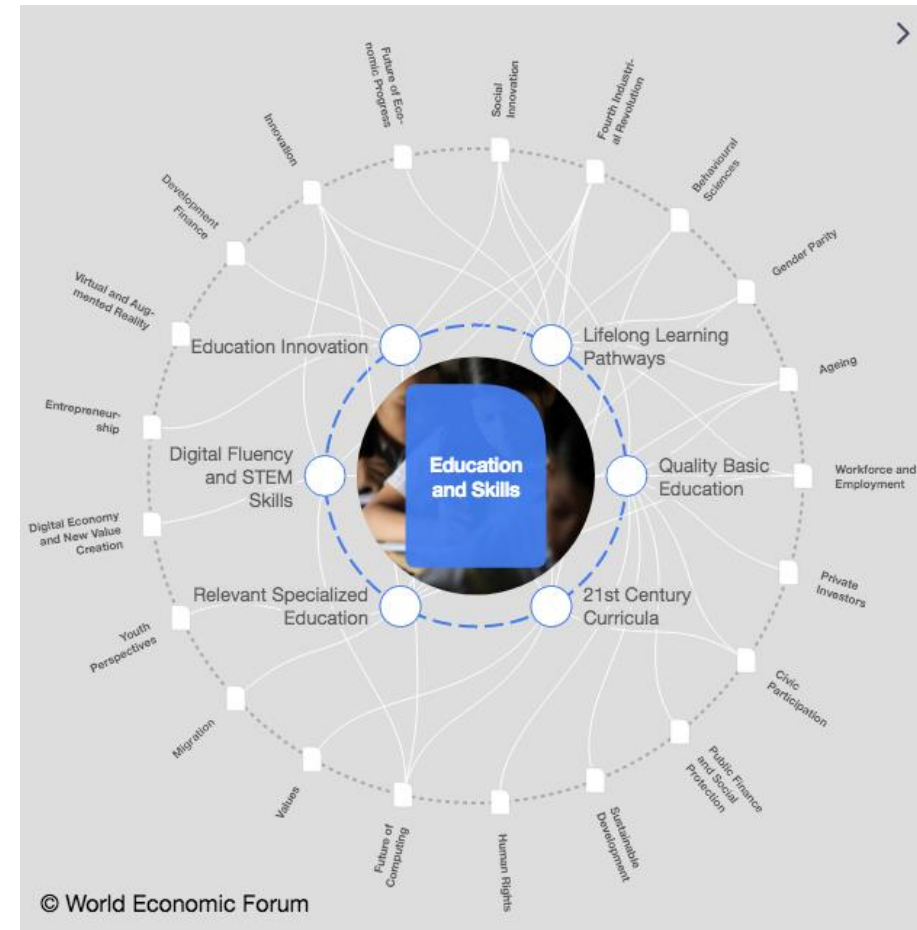 Future of Eco-
nomic Progress
Social
Innovation
Fourth Industri-
al Revolution
Innovation
Behavioural
Sciences
Development
Finance
Gender Parity
Virtual and Aug-
mented Reality
Education Innovation
Lifelong Learning
Pathways
Ageing
Entrepreneur-
ship
Digital Fluency
and STEM
Skills
Education
and Skills
Quality Basic
Education
Workforce and
Employment
Digital Economy
and New Value
Creation
Relevant Specialized
Education
21st Century
Curricula
Private
Investors
Youth
Perspectives
Civic
Participation
Migration
Public Finance
and Social
Protection
Values
Future of
Computing
Human Rights
Sustainable
Development
© World Economic Forum